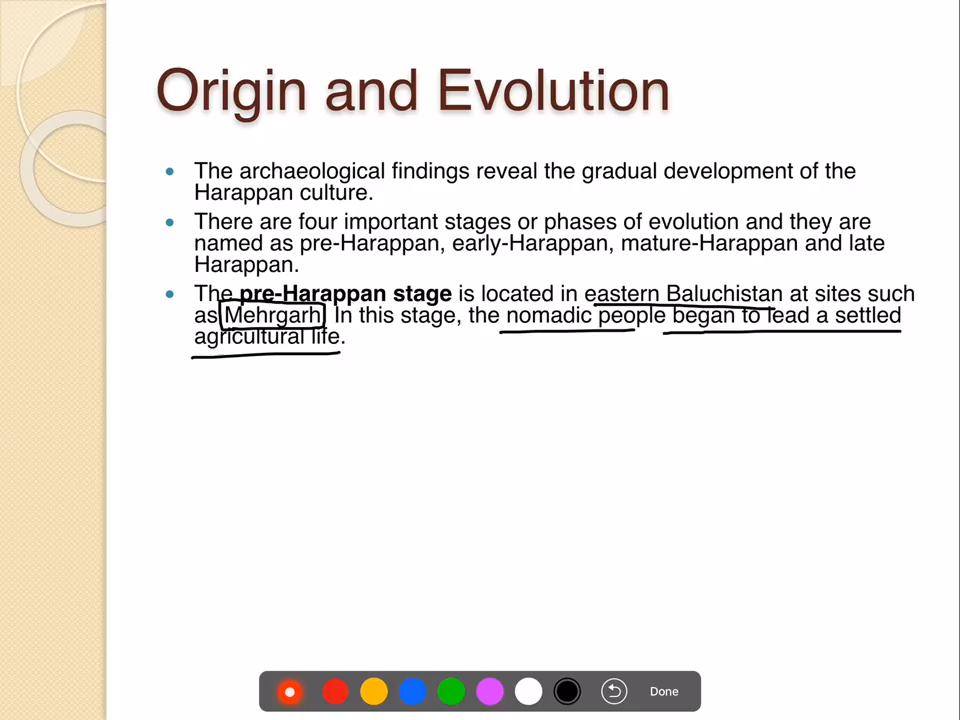 Origin and Evolution
• The archaeological findings reveal the gradual development of the
Harappan culture.
• There are four important stages or phases of evolution and they are
named as pre-Harappan, early-Harappan, mature-Harappan and late
Harappan.
• The pre-Harappan stage is located in eastern Baluchistan at sites such
as Mehrgarh. In this stage, the nomadic people began to lead a settled
agricultural life.
Done